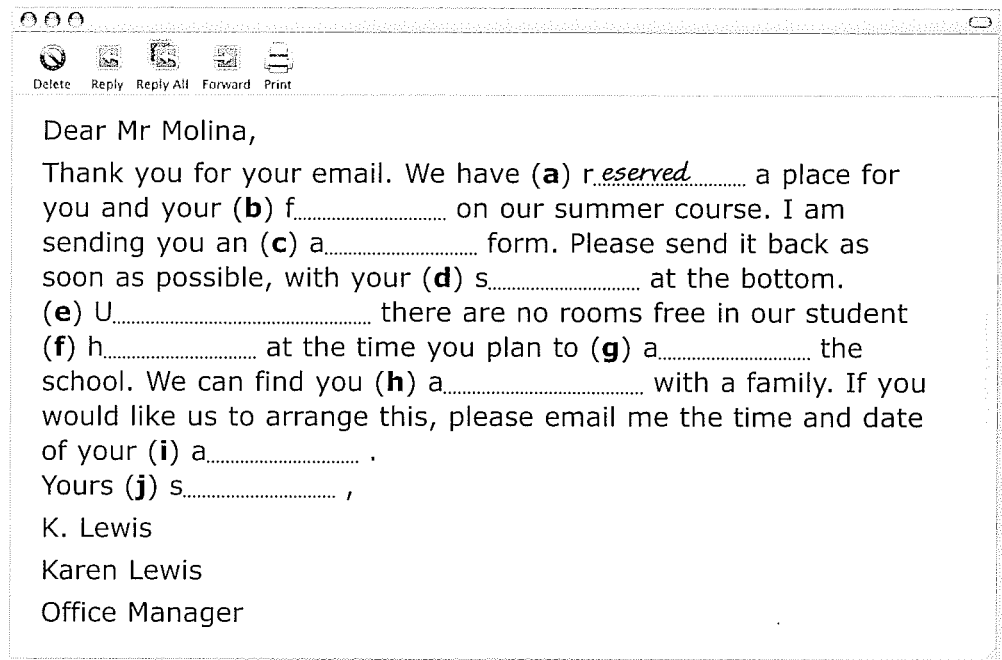 Delete Reply Reply All Forward Print
Dear Mr Molina,
Thank you for your email. We have (a) reserved a place for
you and your (b) f.................... on our summer course. I am
sending you an (c) a.................... form. Please send it back as
soon as possible, with your (d) s.................... at the bottom.
(e) U.................................. there are no rooms free in our student
(f) h.................... at the time you plan to (g) a.................... the
school. We can find you (h) a.......................... with a family. If you
would like us to arrange this, please email me the time and date
of your (i) a.................... .
Yours (j) s.................... ,
K. Lewis
Karen Lewis
Office Manager